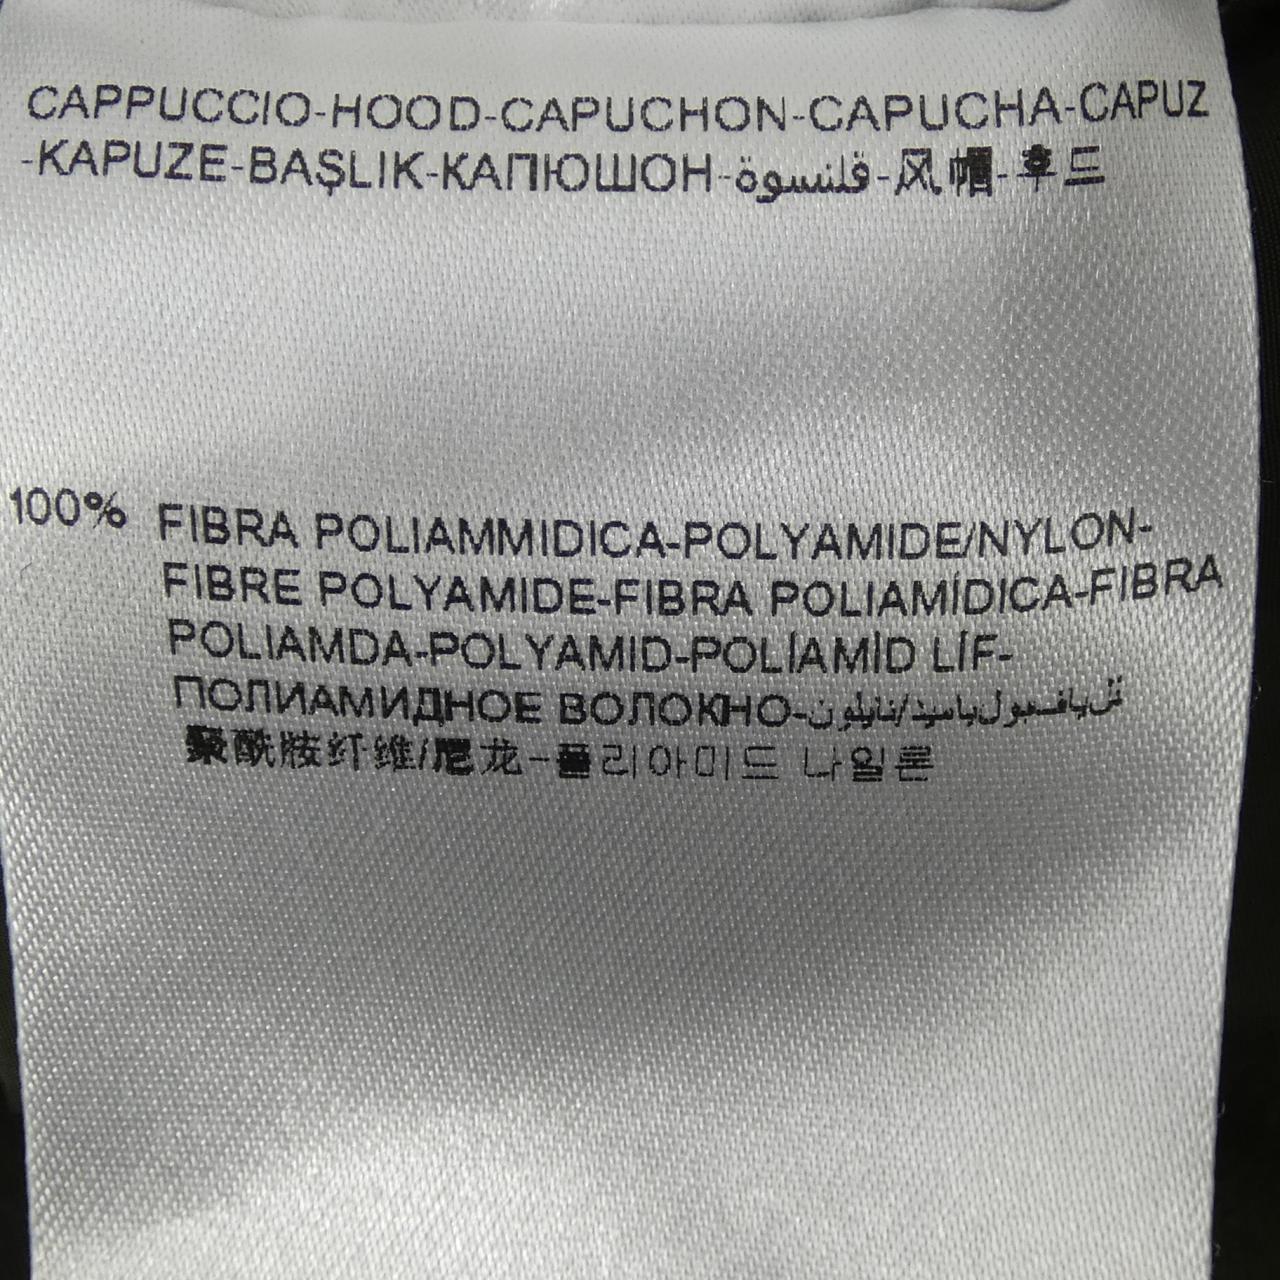 CAPPUCCIO-HOOD-CAPUCHON-CAPUCHA-CAPUZ
-KAPUZE-BAŞLIK-КАПЮШОН-قلنسوة-风帽-후드
100% FIBRA POLIAMMIDICA-POLYAMIDE/NYLON-
FIBRE POLYAMIDE-FIBRA POLIAMÍDICA-FIBRA
POLIAMDA-POLYAMID-POLİAMİD LİF-
ПОЛИАМИДНОЕ ВОЛОКНО-
聚酰胺纤维/尼龙-폴리아미드 나일론